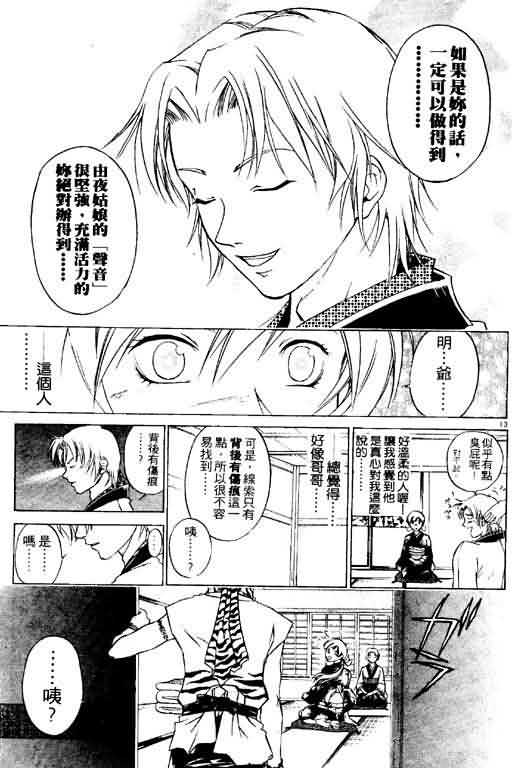 如果是妳的話，
一定可以做得到
…………
由夜姑娘的「聲音」
很堅強，充滿活力的
妳絕對辦得到……
明爺……
……這個人
13
似乎有點
臭屁呢！
對不起
好溫柔的人喔
讓我感覺到他
是真心對我這麼
說的……
總覺得……
好像哥哥……
可是，線索只有
背後有傷痕這一
點，所以很不容
易找到……
咦？
背後有傷痕
……？
是……
嗎……
……咦？